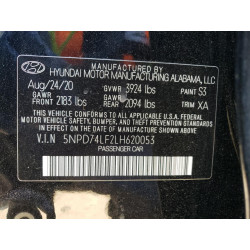 HYUNDAI MOTOR MANUFACTURING ALABAMA, LLC
Aug/24/20 GVWR 3924 lbs PAINT S3
GAWR GAWR
FRONT 2183 lbs REAR 2094 lbs TRIM XA
THIS VEHICLE CONFORMS TO ALL APPLICABLE
FEDERAL MOTOR VEHICLE SAFETY, BUMPER,
AND THEFT PREVENTION STANDARDS
IN EFFECT ON THE DATE OF
MANUFACTURE SHOWN ABOVE.
V.I.N 5NPD74LF2LH620053
PASSENGER CAR